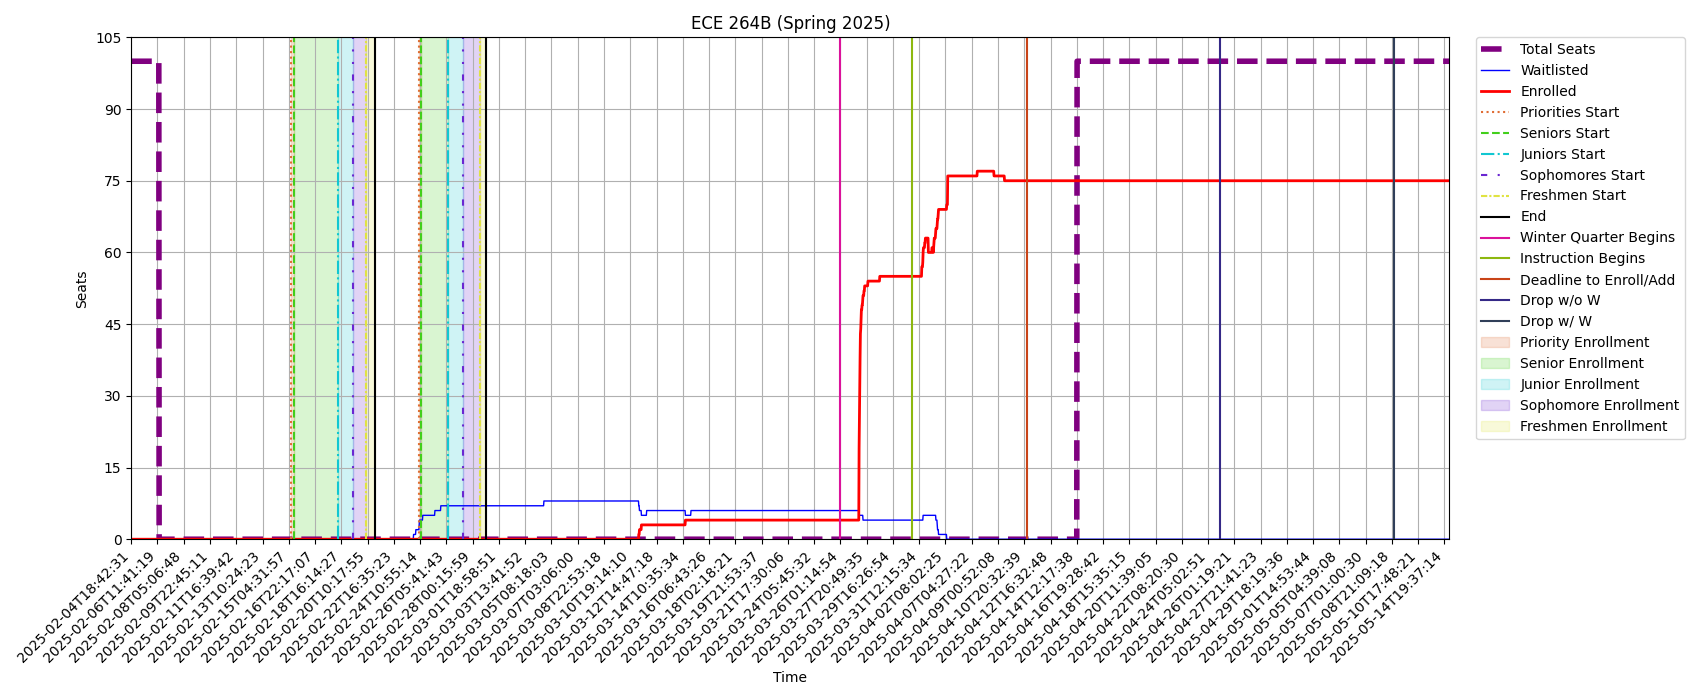 ECE 264B (Spring 2025)
105
90
75
60
45
30
15
0
Seats
2025-02-04T18:42:31
2025-02-06T11:41:19
2025-02-08T05:06:48
2025-02-09T22:45:11
2025-02-11T16:39:42
2025-02-13T10:24:23
2025-02-15T04:31:57
2025-02-16T22:17:07
2025-02-18T16:14:27
2025-02-20T10:17:55
2025-02-22T16:35:23
2025-02-24T10:55:14
2025-02-26T05:41:43
2025-02-28T00:15:59
2025-03-01T18:58:51
2025-03-03T13:41:52
2025-03-05T08:18:03
2025-03-07T03:06:00
2025-03-08T22:53:18
2025-03-10T19:14:10
2025-03-12T14:47:18
2025-03-14T10:35:34
2025-03-16T06:43:26
2025-03-18T02:18:21
2025-03-19T21:53:37
2025-03-21T17:30:06
2025-03-24T05:45:32
2025-03-26T01:14:54
2025-03-27T20:49:35
2025-03-29T16:26:54
2025-03-31T12:15:34
2025-04-02T08:02:25
2025-04-07T04:27:22
2025-04-09T00:52:08
2025-04-10T20:32:39
2025-04-12T16:32:48
2025-04-14T12:17:38
2025-04-16T19:28:42
2025-04-18T15:35:15
2025-04-20T11:39:05
2025-04-22T08:20:30
2025-04-24T05:02:51
2025-04-26T01:19:21
2025-04-27T21:41:23
2025-04-29T18:19:36
2025-05-01T14:53:44
2025-05-05T04:39:08
2025-05-07T01:00:30
2025-05-08T21:09:18
2025-05-10T17:48:21
2025-05-14T19:37:14
Time
Total Seats
Waitlisted
Enrolled
Priorities Start
Seniors Start
Juniors Start
Sophomores Start
Freshmen Start
End
Winter Quarter Begins
Instruction Begins
Deadline to Enroll/Add
Drop w/o W
Drop w/ W
Priority Enrollment
Senior Enrollment
Junior Enrollment
Sophomore Enrollment
Freshmen Enrollment